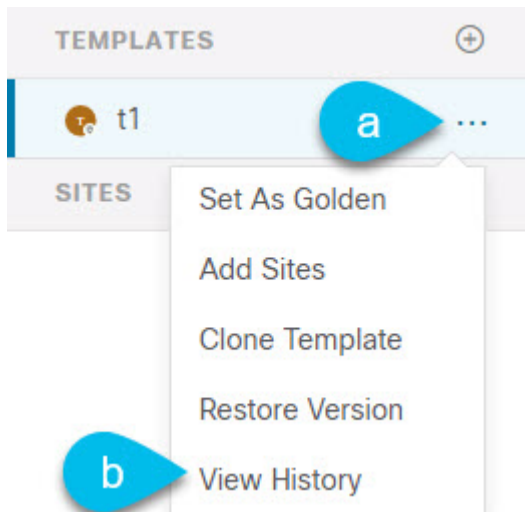 TEMPLATES
t1
a
...
SITES
Set As Golden
Add Sites
Clone Template
Restore Version
b
View History